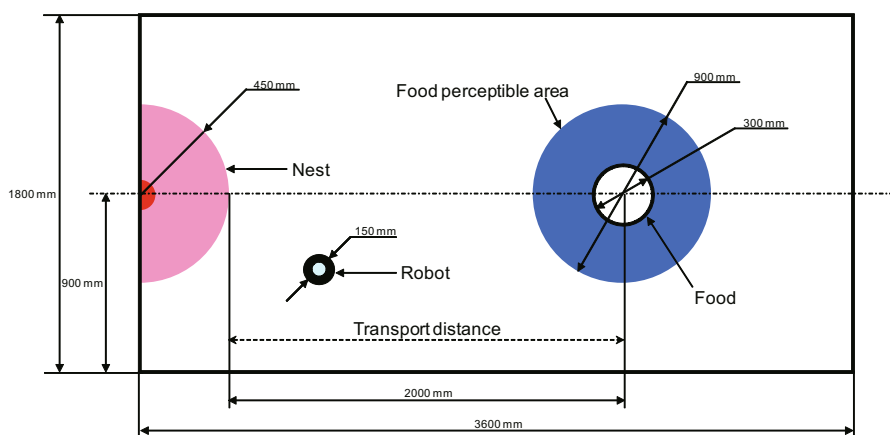 450 mm
Food perceptible area
900 mm
300 mm
Nest
1800 mm
150 mm
Robot
900 mm
Food
Transport distance
2000 mm
3600 mm